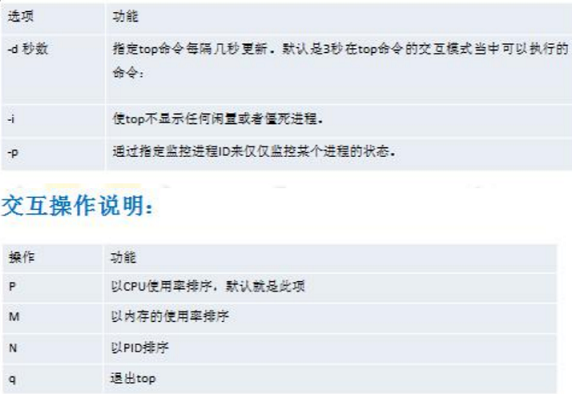 选项 功能
-d 秒数 指定top命令每隔几秒更新。默认是3秒在top命令的交互模式当中可以执行的
命令：
-i 使top不显示任何闲置或者僵死进程。
-p 通过指定监控进程ID来仅仅监控某个进程的状态。
交互操作说明：
操作 功能
P 以CPU使用率排序，默认就是此项
M 以内存的使用率排序
N 以PID排序
q 退出top